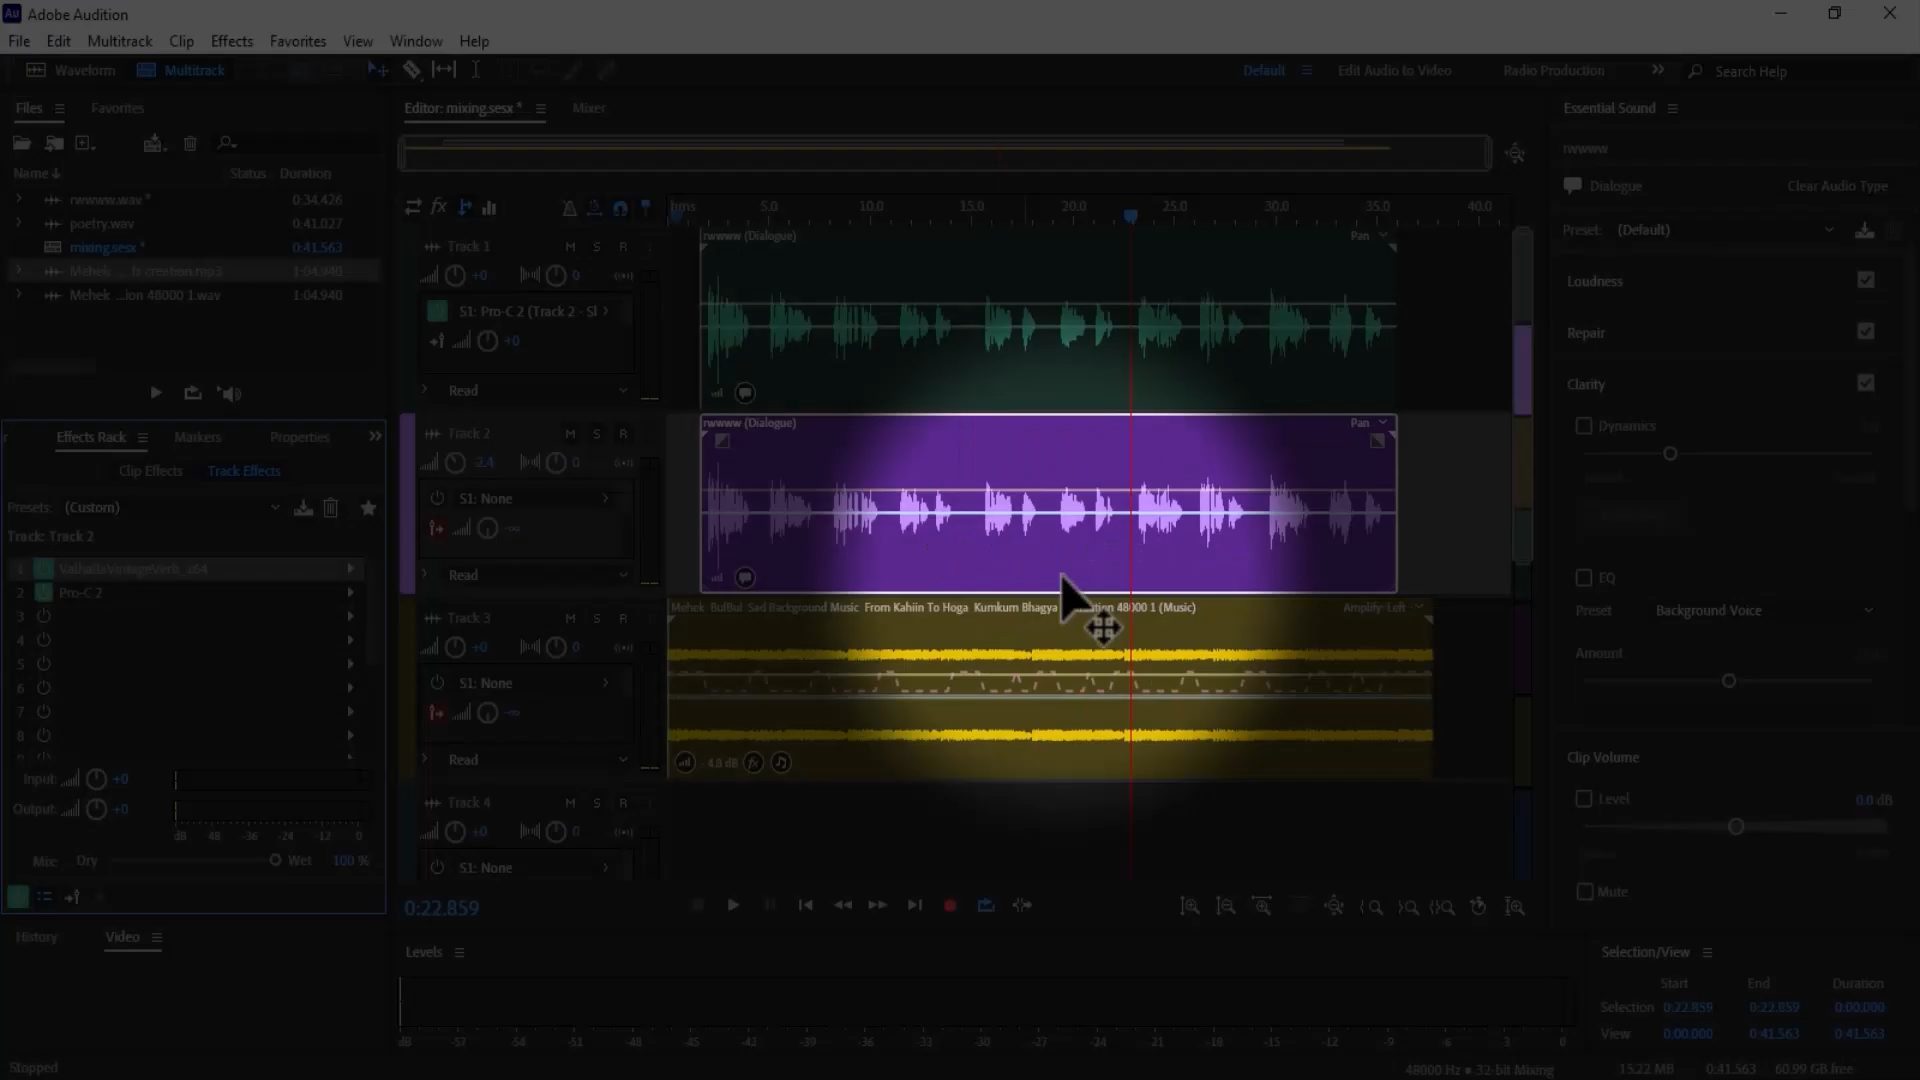 Adobe Audition
File Edit Multitrack Clip Effects Favorites View Window Help
Waveform Multitrack Default Edit Audio to Video Radio Production Search Help
Files Favorites
Name Status Duration
rwwww.wav * 0:34.426
poetry.wav 0:41.027
mixing.sesx * 0:41.563
Mehek 1:04.940
Mehek ...ion 48000 1.wav 1:04.940
Effects Rack Markers Properties
Clip Effects Track Effects
Presets: (Custom)
Track: Track 2
1 ValhallaVintageVerb_x64
2 Pro-C 2
3
4
5
6
7
8
Input: +0
Output: +0
dB -48 -36 -24 -12 0
Mix: Dry Wet 100 %
History Video
Editor: mixing.sesx * Mixer
hms 5.0 10.0 15.0 20.0 25.0 30.0 35.0 40.0
Track 1 M S R
+0 0
S1: Pro-C 2 (Track 2 - Sl
+0
Read
rwwww (Dialogue) Pan
Track 2 M S R
-2.4 0
S1: None
-∞
Read
rwwww (Dialogue) Pan
Track 3 M S R
+0 0
S1: None
-∞
Read
Mehek BulBul Sad Background Music From Kahiin To Hoga Kumkum Bhagya 48000 1 (Music) Amplify: Left
-4.8 dB fx
Track 4 M S R
+0 0
S1: None
0:22.859
Levels
dB -57 -54 -51 -48 -45 -42 -39 -36 -33 -30 -27 -24 -21 -18 -15 -12 -9 -6 -3 0
Essential Sound
rwwww
Dialogue Clear Audio Type
Preset: (Default)
Loudness
Repair
Clarity
Dynamics
EQ
Preset Background Voice
Amount
Clip Volume
Level 0.0 dB
Mute
Selection/View
Start End Duration
Selection 0:22.859 0:22.859 0:00.000
View 0:00.000 0:41.563 0:41.563
Stopped 48000 Hz ● 32-bit Mixing 15.22 MB 0:41.563 60.99 GB free